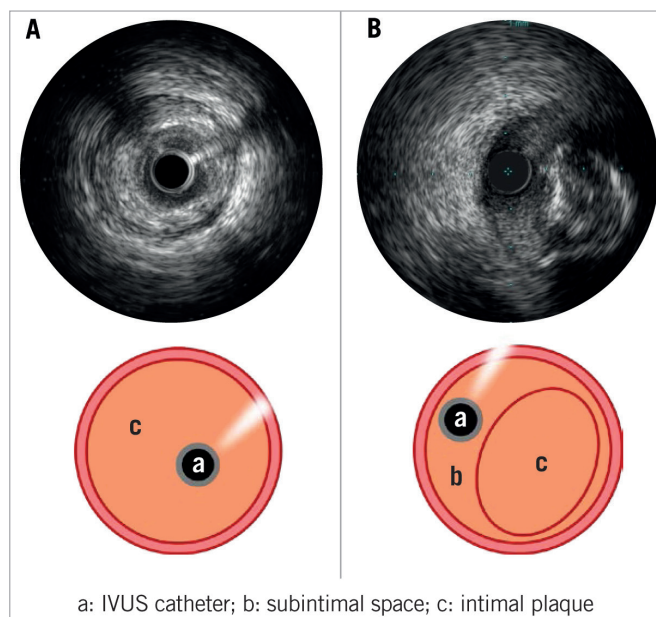 A
B
c
a
a
b
c
a: IVUS catheter; b: subintimal space; c: intimal plaque